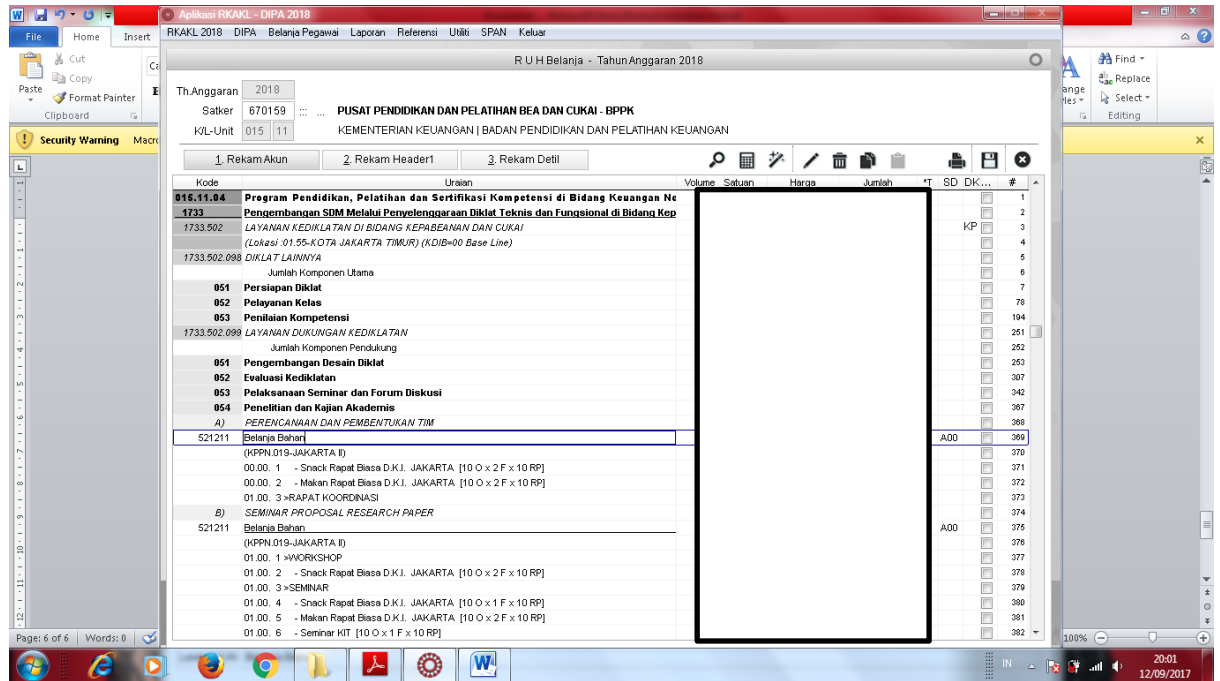 Aplikasi RKAKL - DIPA 2018
File Home Insert
RKAKL 2018 DIPA Belanja Pegawai Laporan Referensi Utiliti SPAN Keluar
Cut
Copy
Paste
Format Painter
Clipboard
Find
Replace
Select
Editing
Security Warning
R U H Belanja - Tahun Anggaran 2018
Th.Anggaran 2018
Satker 670159 ::: ... PUSAT PENDIDIKAN DAN PELATIHAN BEA DAN CUKAI - BPPK
K/L-Unit 015 11 KEMENTERIAN KEUANGAN | BADAN PENDIDIKAN DAN PELATIHAN KEUANGAN
1. Rekam Akun 2. Rekam Header1 3. Rekam Detil
Kode Uraian Volume Satuan Harga Jumlah *T SD DK... #
015.11.04 Program Pendidikan, Pelatihan dan Sertifikasi Kompetensi di Bidang Keuangan Ne 1
1733 Pengembangan SDM Melalui Penyelenggaraan Diklat Teknis dan Fungsional di Bidang Kep 2
1733.502 LAYANAN KEDIKLATAN DI BIDANG KEPABEANAN DAN CUKAI KP 3
(Lokasi :01.55-KOTA JAKARTA TIMUR) (KDIB=00 Base Line) 4
1733.502.098 DIKLAT LAINNYA 5
Jumlah Komponen Utama 6
051 Persiapan Diklat 7
052 Pelayanan Kelas 78
053 Penilaian Kompetensi 194
1733.502.099 LAYANAN DUKUNGAN KEDIKLATAN 251
Jumlah Komponen Pendukung 252
051 Pengembangan Desain Diklat 253
052 Evaluasi Kediklatan 307
053 Pelaksanaan Seminar dan Forum Diskusi 342
054 Penelitian dan Kajian Akademis 367
A) PERENCANAAN DAN PEMBENTUKAN TIM 368
521211 Belanja Bahan A00 369
(KPPN.019-JAKARTA II) 370
00.00. 1 - Snack Rapat Biasa D.K.I. JAKARTA [10 O x 2 F x 10 RP] 371
00.00. 2 - Makan Rapat Biasa D.K.I. JAKARTA [10 O x 2 F x 10 RP] 372
01.00. 3 >RAPAT KOORDINASI 373
B) SEMINAR PROPOSAL RESEARCH PAPER 374
521211 Belanja Bahan A00 375
(KPPN.019-JAKARTA II) 376
01.00. 1 >WORKSHOP 377
01.00. 2 - Snack Rapat Biasa D.K.I. JAKARTA [10 O x 2 F x 10 RP] 378
01.00. 3 >SEMINAR 379
01.00. 4 - Snack Rapat Biasa D.K.I. JAKARTA [10 O x 1 F x 10 RP] 380
01.00. 5 - Makan Rapat Biasa D.K.I. JAKARTA [10 O x 2 F x 10 RP] 381
01.00. 6 - Seminar KIT [10 O x 1 F x 10 RP] 382
Page: 6 of 6 Words: 0 100%
IN 20:01
12/09/2017